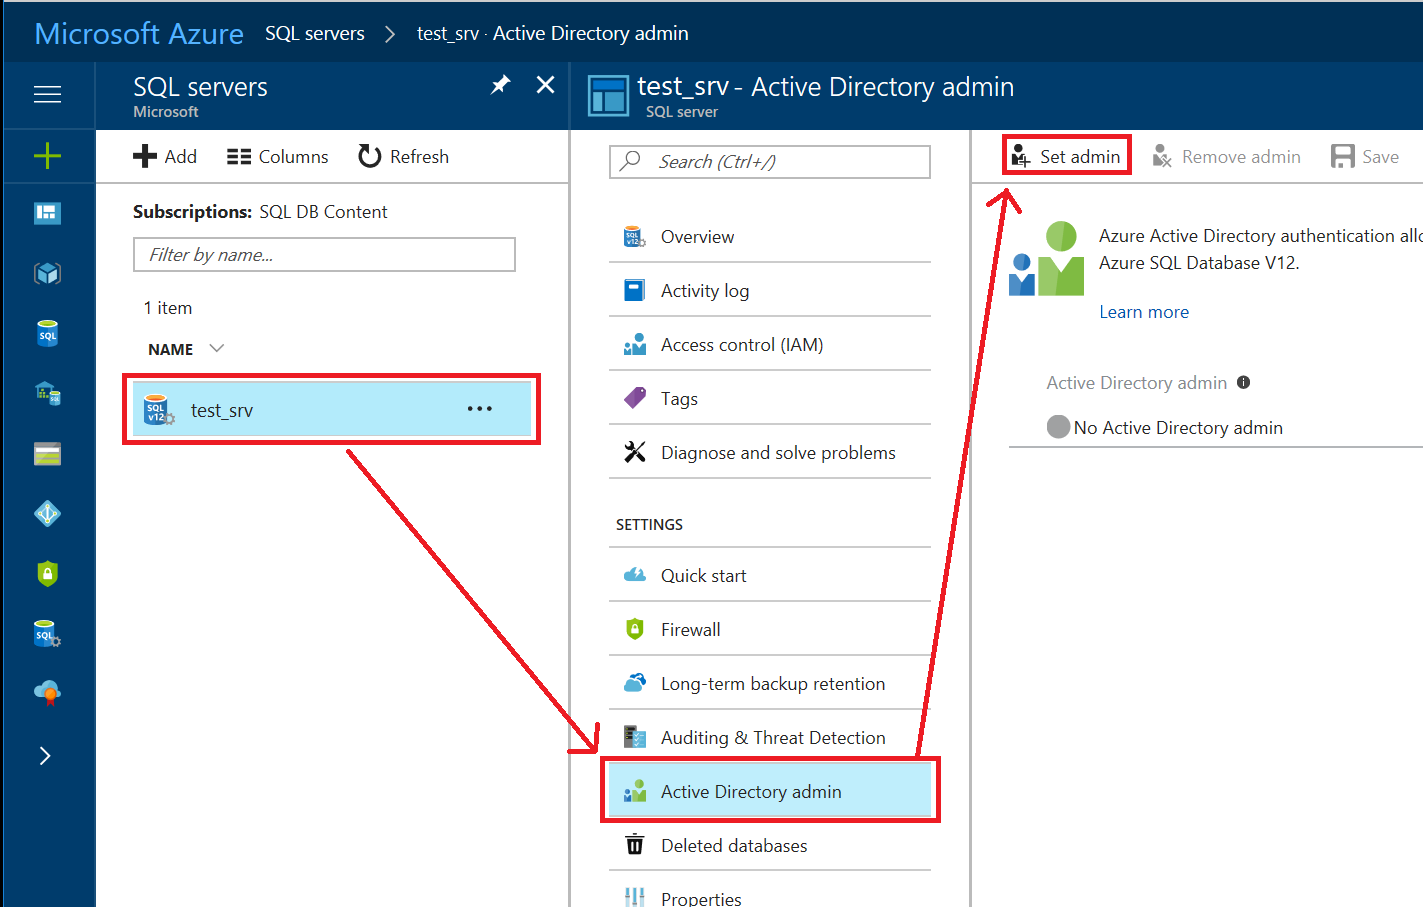 Microsoft Azure SQL servers > test_srv · Active Directory admin
SQL servers
Microsoft
Add Columns Refresh
Subscriptions: SQL DB Content
Filter by name...
1 item
NAME
SQL v12 test_srv ...
test_srv - Active Directory admin
SQL server
Search (Ctrl+/)
Overview
Activity log
Access control (IAM)
Tags
Diagnose and solve problems
SETTINGS
Quick start
Firewall
Long-term backup retention
Auditing & Threat Detection
Active Directory admin
Deleted databases
Properties
Set admin Remove admin Save
Azure Active Directory authentication allo
Azure SQL Database V12.
Learn more
Active Directory admin
No Active Directory admin